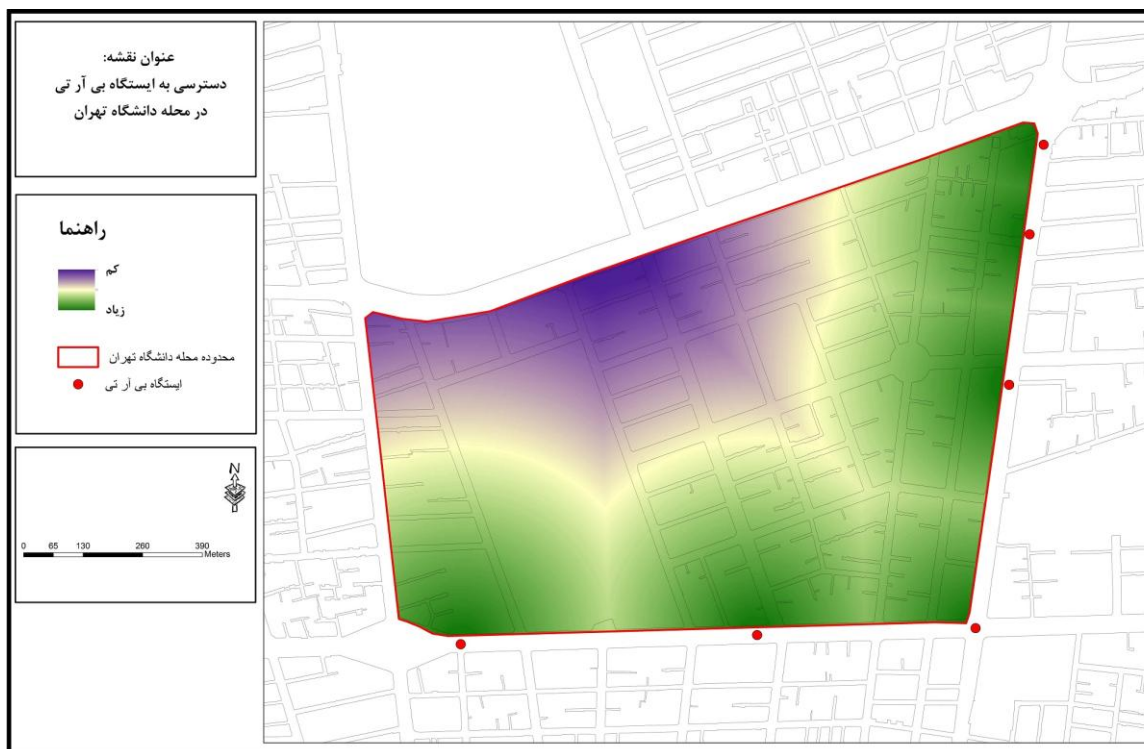 عنوان نقشه:
دسترسی به ایستگاه بی آر تی
در محله دانشگاه تهران
راهنما
کم
زیاد
محدوده محله دانشگاه تهران
ایستگاه بی آر تی
N
0 65 130 260 390
Meters